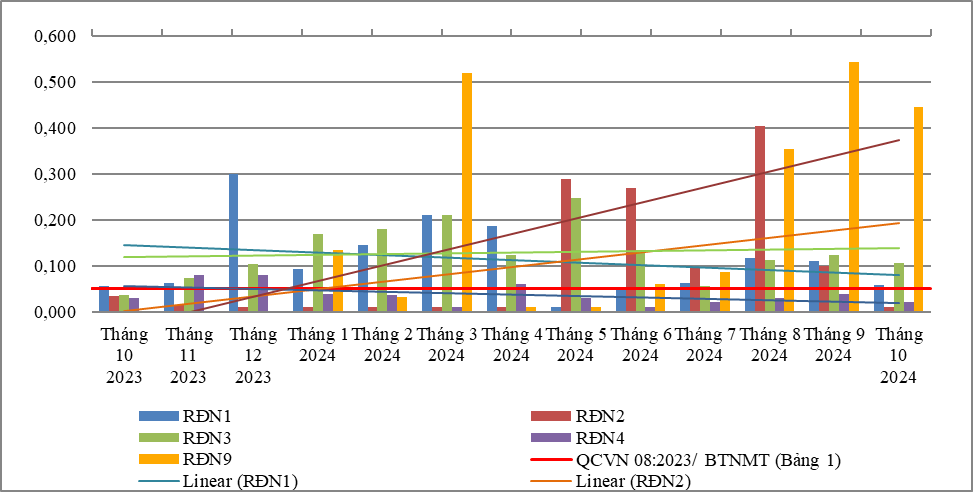 0,600
0,500
0,400
0,300
0,200
0,100
0,000
Tháng 10 2023
Tháng 11 2023
Tháng 12 2023
Tháng 1 2024
Tháng 2 2024
Tháng 3 2024
Tháng 4 2024
Tháng 5 2024
Tháng 6 2024
Tháng 7 2024
Tháng 8 2024
Tháng 9 2024
Tháng 10 2024
RĐN1
RĐN2
RĐN3
RĐN4
RĐN9
QCVN 08:2023/ BTNMT (Bảng 1)
Linear (RĐN1)
Linear (RĐN2)